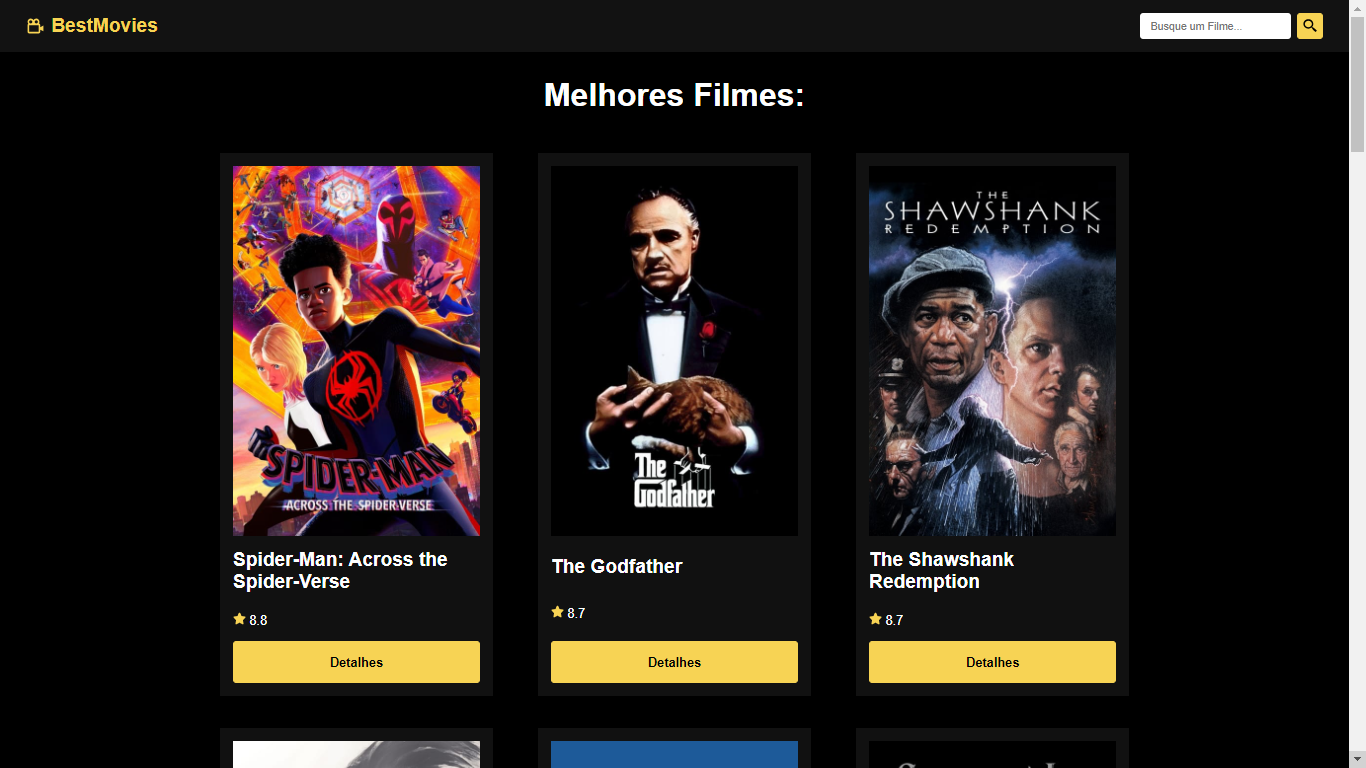 BestMovies
Busque um Filme...
Melhores Filmes:
SPIDER-MAN
ACROSS THE SPIDER-VERSE
The
Godfather
THE
SHAWSHANK
REDEMPTION
Spider-Man: Across the
Spider-Verse
8.8
Detalhes
The Godfather
8.7
Detalhes
The Shawshank
Redemption
8.7
Detalhes